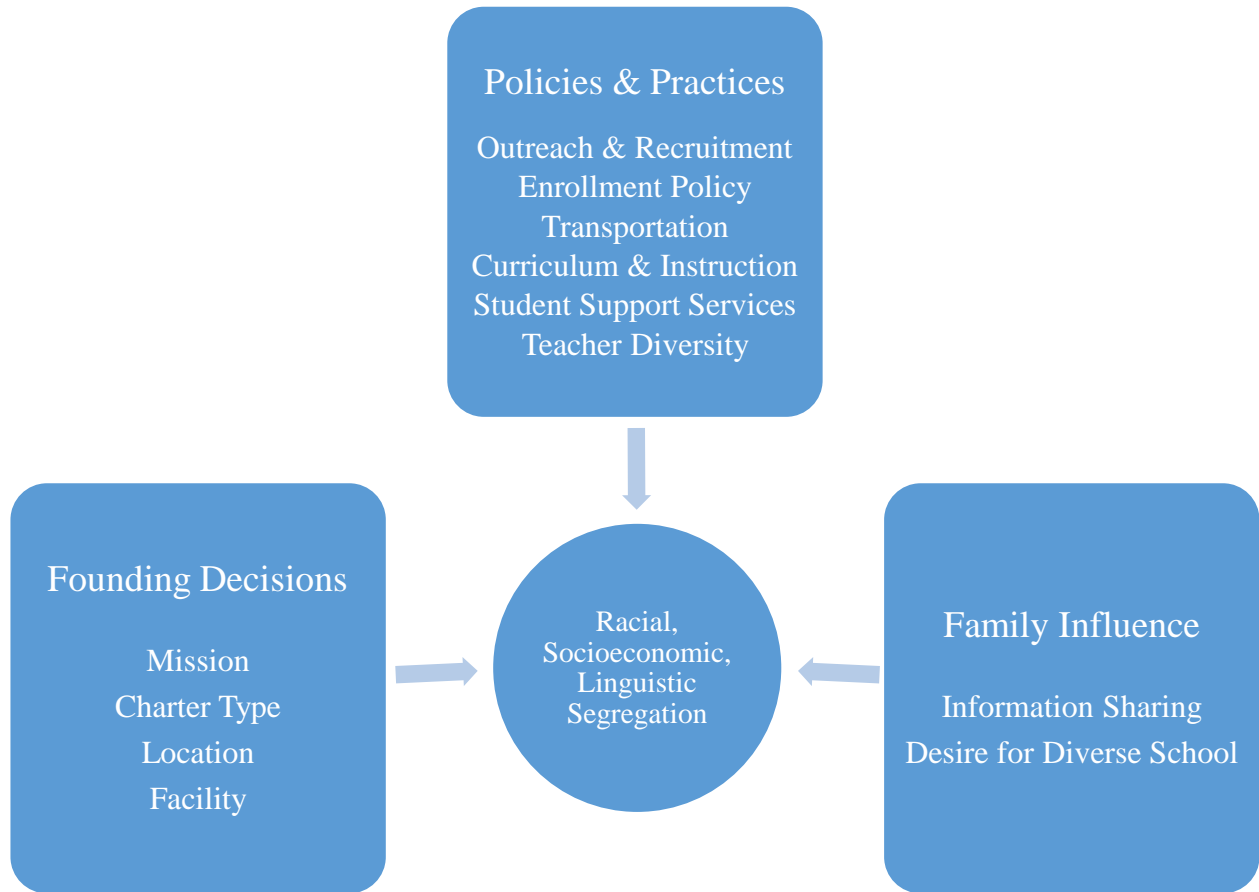 Policies & Practices
Outreach & Recruitment
Enrollment Policy
Transportation
Curriculum & Instruction
Student Support Services
Teacher Diversity
Founding Decisions
Mission
Charter Type
Location
Facility
Racial,
Socioeconomic,
Linguistic
Segregation
Family Influence
Information Sharing
Desire for Diverse School